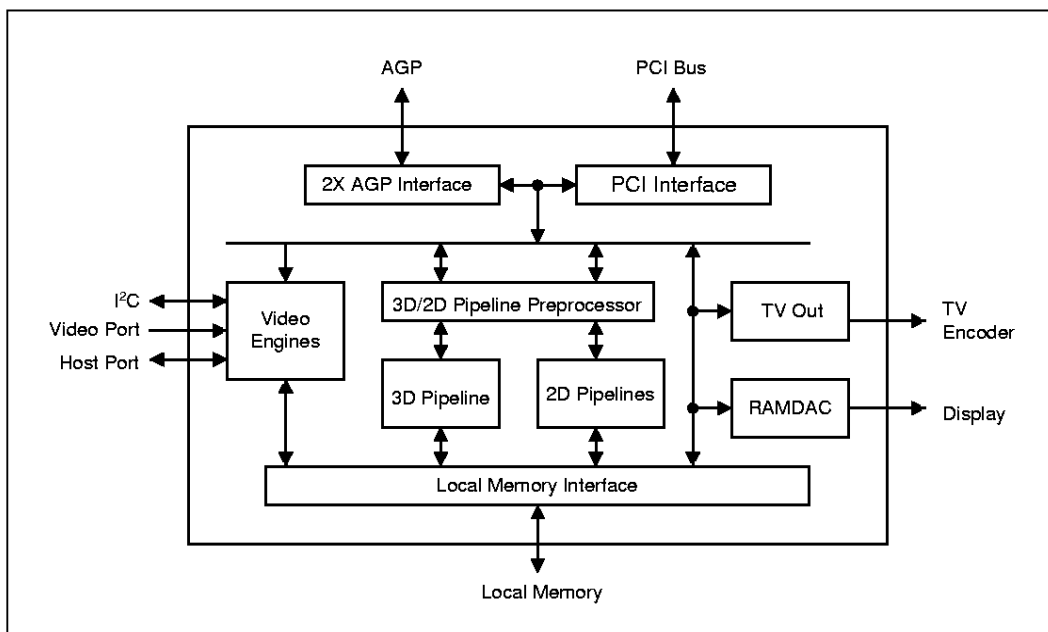 AGP
PCI Bus
2X AGP Interface
PCI Interface
I²C
Video Port
Host Port
Video
Engines
3D/2D Pipeline Preprocessor
3D Pipeline
2D Pipelines
TV Out
TV
Encoder
RAMDAC
Display
Local Memory Interface
Local Memory